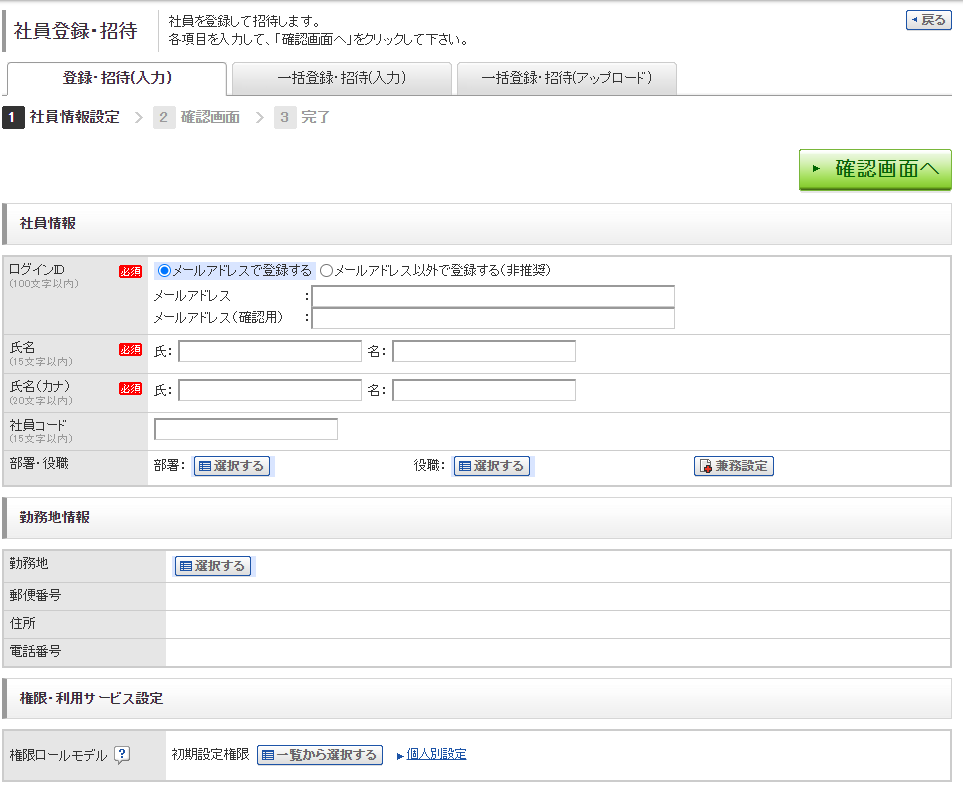 社員登録・招待
社員を登録して招待します。
各項目を入力して、「確認画面へ」をクリックして下さい。
戻る
登録・招待(入力)
一括登録・招待(入力)
一括登録・招待(アップロード)
1 社員情報設定 > 2 確認画面 > 3 完了
確認画面へ
社員情報
ログインID 必須
(100文字以内)
メールアドレスで登録する メールアドレス以外で登録する(非推奨)
メールアドレス :
メールアドレス(確認用) :
氏名 必須 氏: 名:
(15文字以内)
氏名(カナ) 必須 氏: 名:
(20文字以内)
社員コード
(15文字以内)
部署・役職 部署: 選択する 役職: 選択する 兼務設定
勤務地情報
勤務地 選択する
郵便番号
住所
電話番号
権限・利用サービス設定
権限ロールモデル ? 初期設定権限 一覧から選択する 個人別設定